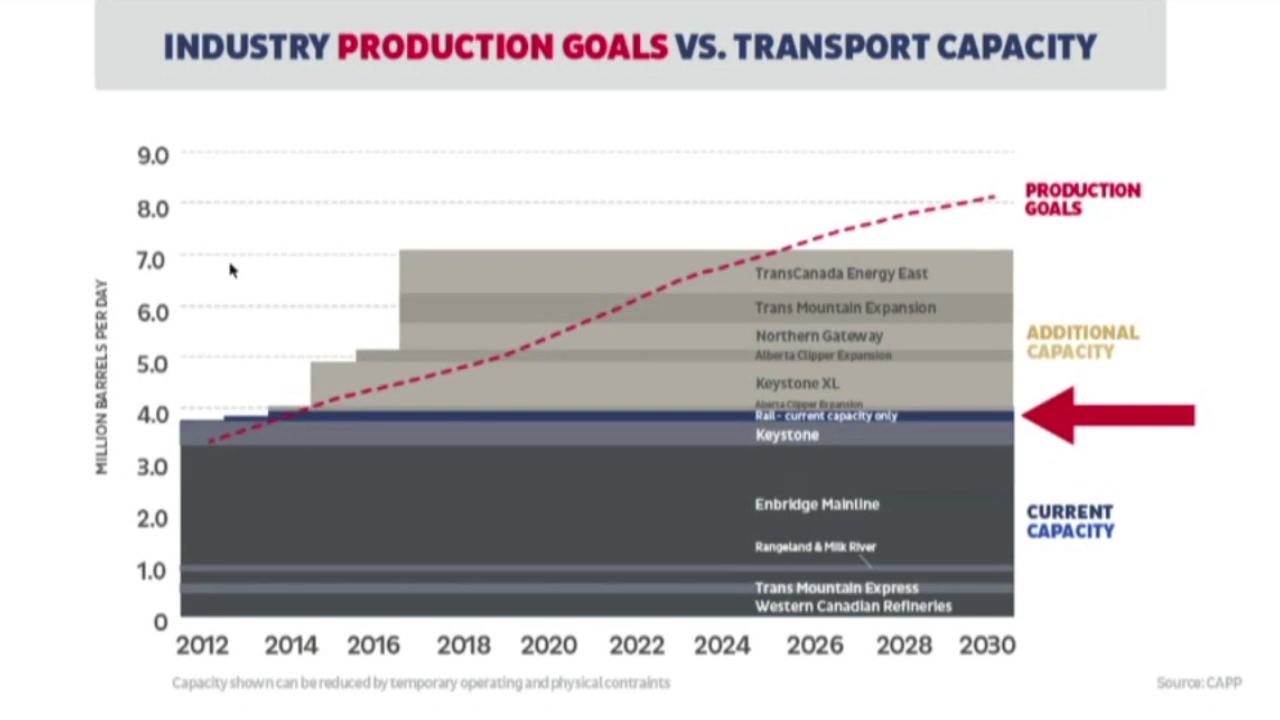 INDUSTRY PRODUCTION GOALS VS. TRANSPORT CAPACITY
9.0
8.0
7.0
6.0
5.0
4.0
3.0
2.0
1.0
0
MILLION BARRELS PER DAY
PRODUCTION
GOALS
TransCanada Energy East
Trans Mountain Expansion
Northern Gateway
Alberta Clipper Expansion
Keystone XL
Aberta Clipper Expansion
ADDITIONAL
CAPACITY
Rail - current capacity only
Keystone
Enbridge Mainline
Rangeland & Milk River
Trans Mountain Express
Western Canadian Refineries
CURRENT
CAPACITY
2012 2014 2016 2018 2020 2022 2024 2026 2028 2030
Capacity shown can be reduced by temporary operating and physical contraints
Source: CAPP